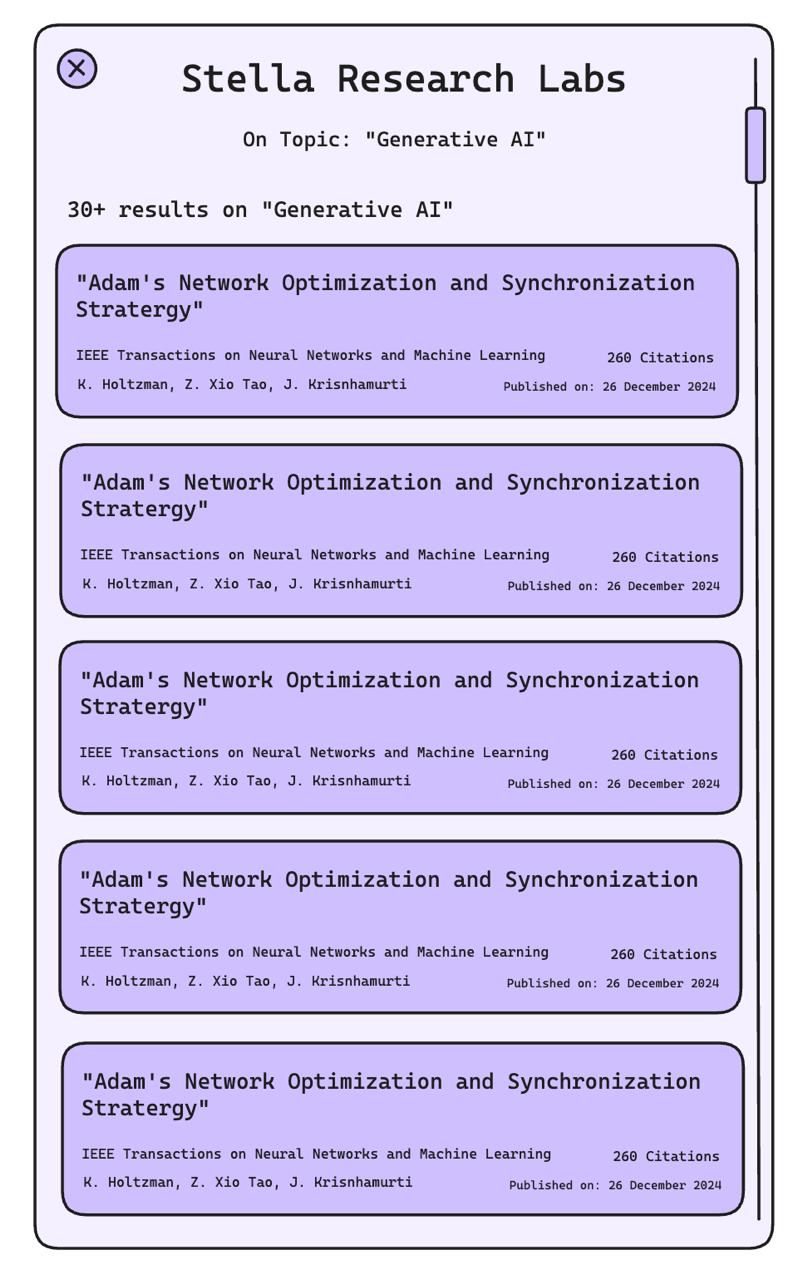 Stella Research Labs
On Topic: "Generative AI"
30+ results on "Generative AI"
"Adam's Network Optimization and Synchronization
Stratergy"
IEEE Transactions on Neural Networks and Machine Learning
260 Citations
K. Holtzman, Z. Xio Tao, J. Krisnhamurti
Published on: 26 December 2024
"Adam's Network Optimization and Synchronization
Stratergy"
IEEE Transactions on Neural Networks and Machine Learning
260 Citations
K. Holtzman, Z. Xio Tao, J. Krisnhamurti
Published on: 26 December 2024
"Adam's Network Optimization and Synchronization
Stratergy"
IEEE Transactions on Neural Networks and Machine Learning
260 Citations
K. Holtzman, Z. Xio Tao, J. Krisnhamurti
Published on: 26 December 2024
"Adam's Network Optimization and Synchronization
Stratergy"
IEEE Transactions on Neural Networks and Machine Learning
260 Citations
K. Holtzman, Z. Xio Tao, J. Krisnhamurti
Published on: 26 December 2024
"Adam's Network Optimization and Synchronization
Stratergy"
IEEE Transactions on Neural Networks and Machine Learning
260 Citations
K. Holtzman, Z. Xio Tao, J. Krisnhamurti
Published on: 26 December 2024